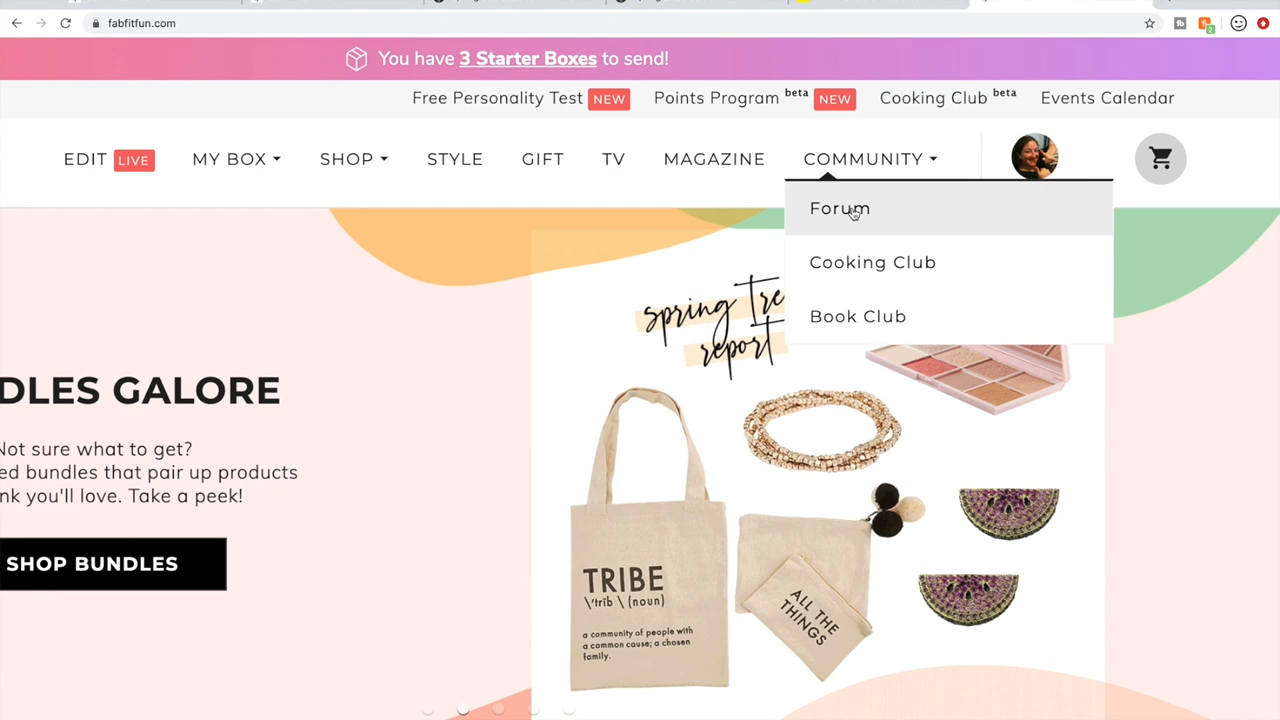 fabfitfun.com
2
You have 3 Starter Boxes to send!
Free Personality Test NEW Points Program beta NEW Cooking Club beta Events Calendar
EDIT LIVE MY BOX SHOP STYLE GIFT TV MAGAZINE COMMUNITY
Forum
Cooking Club
Book Club
spring tre
report
DLES GALORE
Not sure what to get?
ed bundles that pair up products
nk you'll love. Take a peek!
SHOP BUNDLES
TRIBE
\'trīb \ (noun)
a community of people with
a common cause; a chosen
family.
ALL THE
THINGS